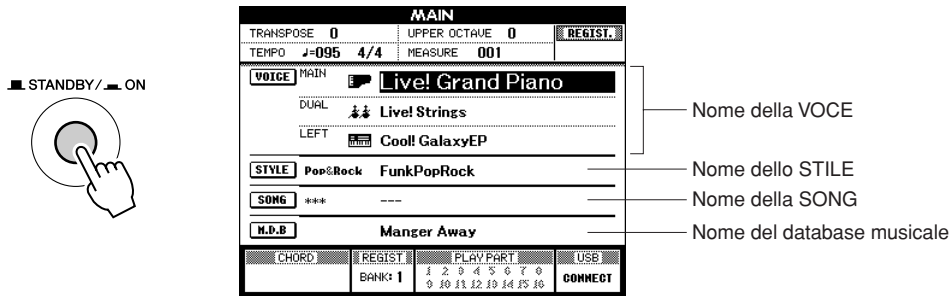 MAIN
TRANSPOSE 0 UPPER OCTAVE 0 REGIST.
TEMPO ♩=095 4/4 MEASURE 001
STANDBY/ ON
VOICE MAIN Live! Grand Piano
DUAL Live! Strings
LEFT Cool! GalaxyEP
Nome della VOCE
STYLE Pop&Rock FunkPopRock
Nome dello STILE
SONG *** ---
Nome della SONG
M.D.B Manger Away
Nome del database musicale
CHORD REGIST PLAY PART USB
BANK: 1 1 2 3 4 5 6 7 8 CONNECT
9 10 11 12 13 14 15 16